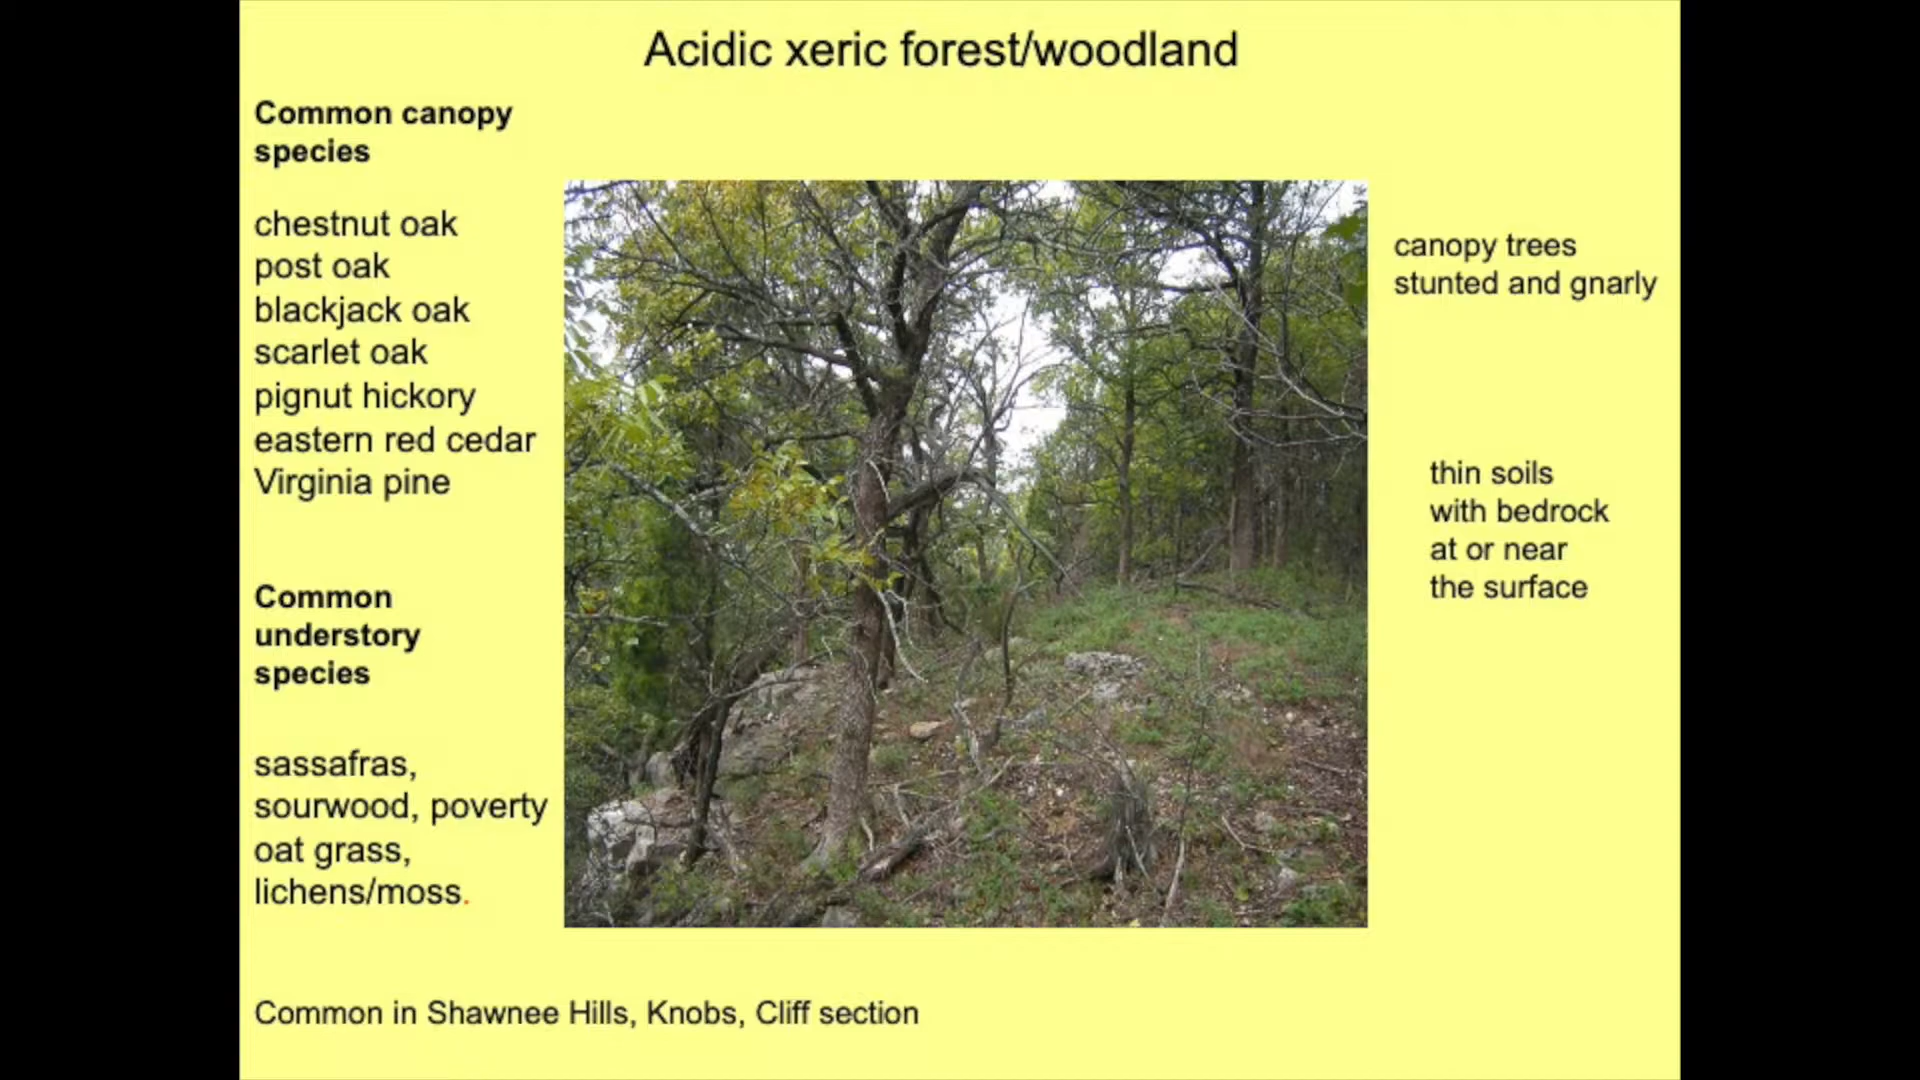 Acidic xeric forest/woodland
Common canopy
species
chestnut oak
post oak
blackjack oak
scarlet oak
pignut hickory
eastern red cedar
Virginia pine
Common
understory
species
sassafras,
sourwood, poverty
oat grass,
lichens/moss.
canopy trees
stunted and gnarly
thin soils
with bedrock
at or near
the surface
Common in Shawnee Hills, Knobs, Cliff section